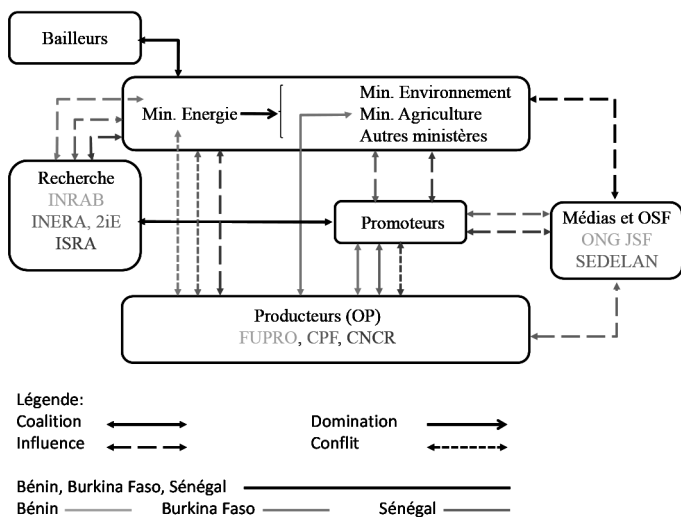 Bailleurs
Min. Environnement
Min. Energie
Min. Agriculture
Autres ministères
Recherche
INRAB
INERA, 2iE
ISRA
Promoteurs
Médias et OSF
ONG JSF
SEDELAN
Producteurs (OP)
FUPRO, CPF, CNCR
Légende:
Coalition
Domination
Influence
Conflit
Bénin, Burkina Faso, Sénégal
Bénin
Burkina Faso
Sénégal